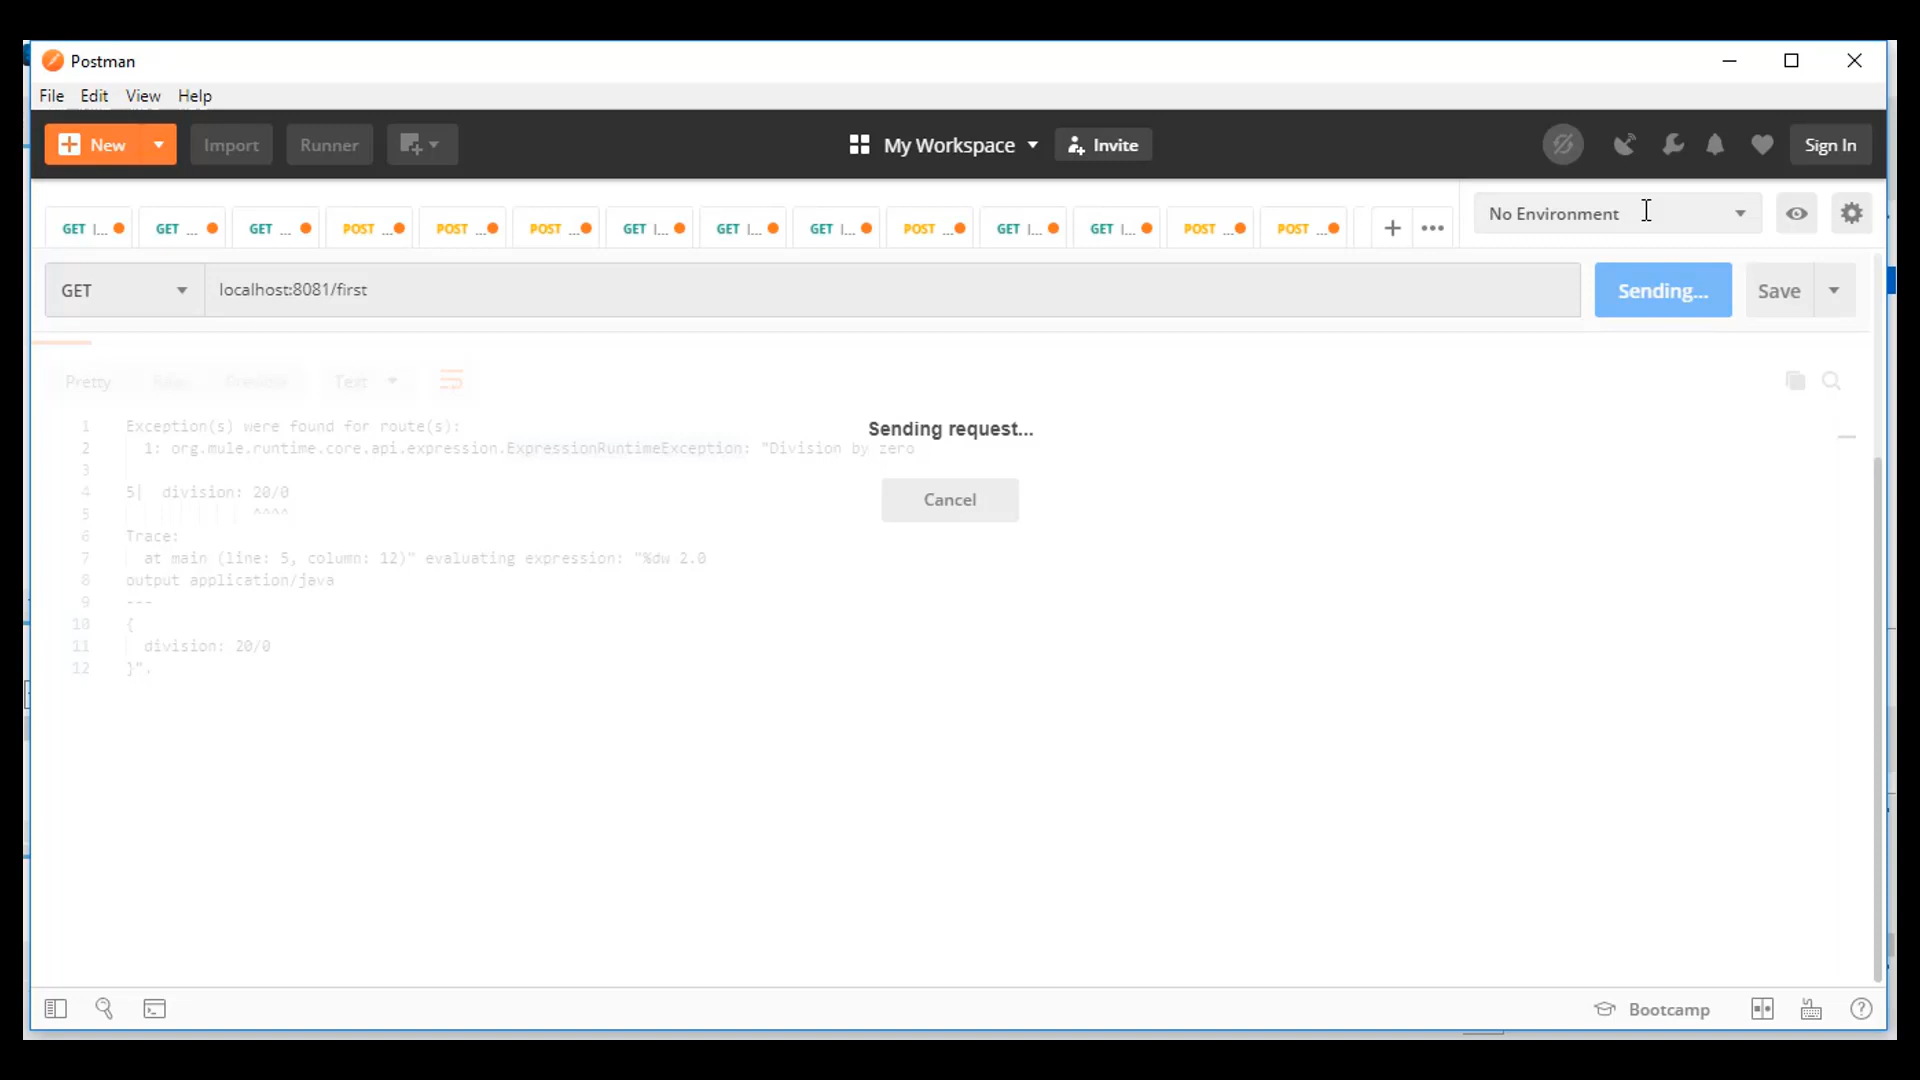 Postman
File Edit View Help
New Import Runner My Workspace Invite Sign In
GET l... GET ... GET ... POST ... POST ... POST ... GET l... GET l... GET l... POST ... GET l... GET l... POST ... POST ... No Environment
GET localhost:8081/first Sending... Save
Pretty Raw Preview Text
1 Exception(s) were found for route(s):
2 1: org.mule.runtime.core.api.expression.ExpressionRuntimeException: "Division by zero
3
4 5| division: 20/0
5 ^^^^
6 Trace:
7 at main (line: 5, column: 12)" evaluating expression: "%dw 2.0
8 output application/java
9 ---
10 {
11 division: 20/0
12 }".
Sending request...
Cancel
Bootcamp